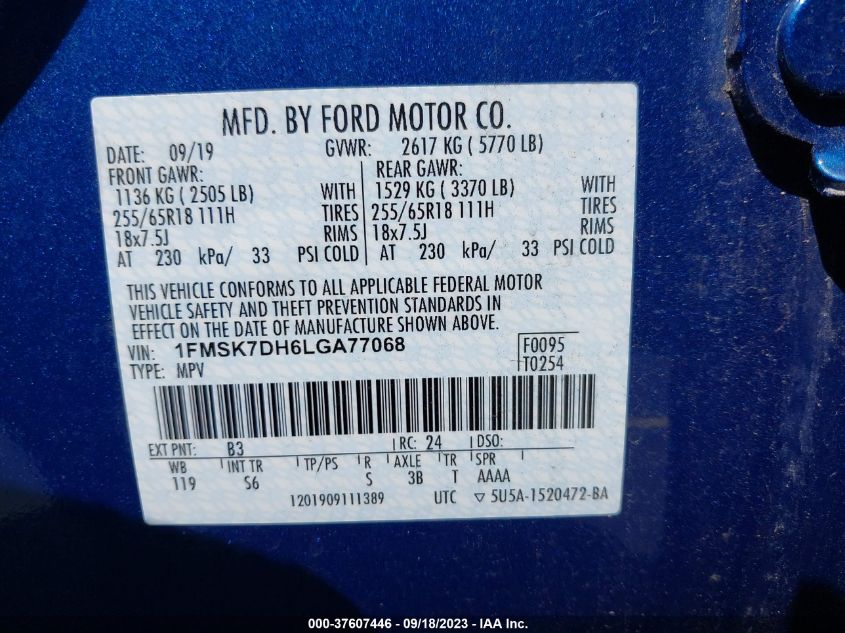 MFD. BY FORD MOTOR CO.
DATE: 09/19 GVWR: 2617 KG ( 5770 LB)
FRONT GAWR: REAR GAWR:
1136 KG ( 2505 LB) WITH 1529 KG ( 3370 LB) WITH
255/65R18 111H TIRES 255/65R18 111H TIRES
18x7.5J RIMS 18x7.5J RIMS
AT 230 kPa/ 33 PSI COLD AT 230 kPa/ 33 PSI COLD
THIS VEHICLE CONFORMS TO ALL APPLICABLE FEDERAL MOTOR
VEHICLE SAFETY AND THEFT PREVENTION STANDARDS IN
EFFECT ON THE DATE OF MANUFACTURE SHOWN ABOVE.
VIN: 1FMSK7DH6LGA77068 F0095
TYPE: MPV T0254
EXT PNT: B3 RC: 24 DSO:
WB INT TR TP/PS R AXLE TR SPR
119 S6 S 3B T AAAA
1201909111389 UTC ▽ 5U5A-1520472-BA
000-37607446 - 09/18/2023 - IAA Inc.